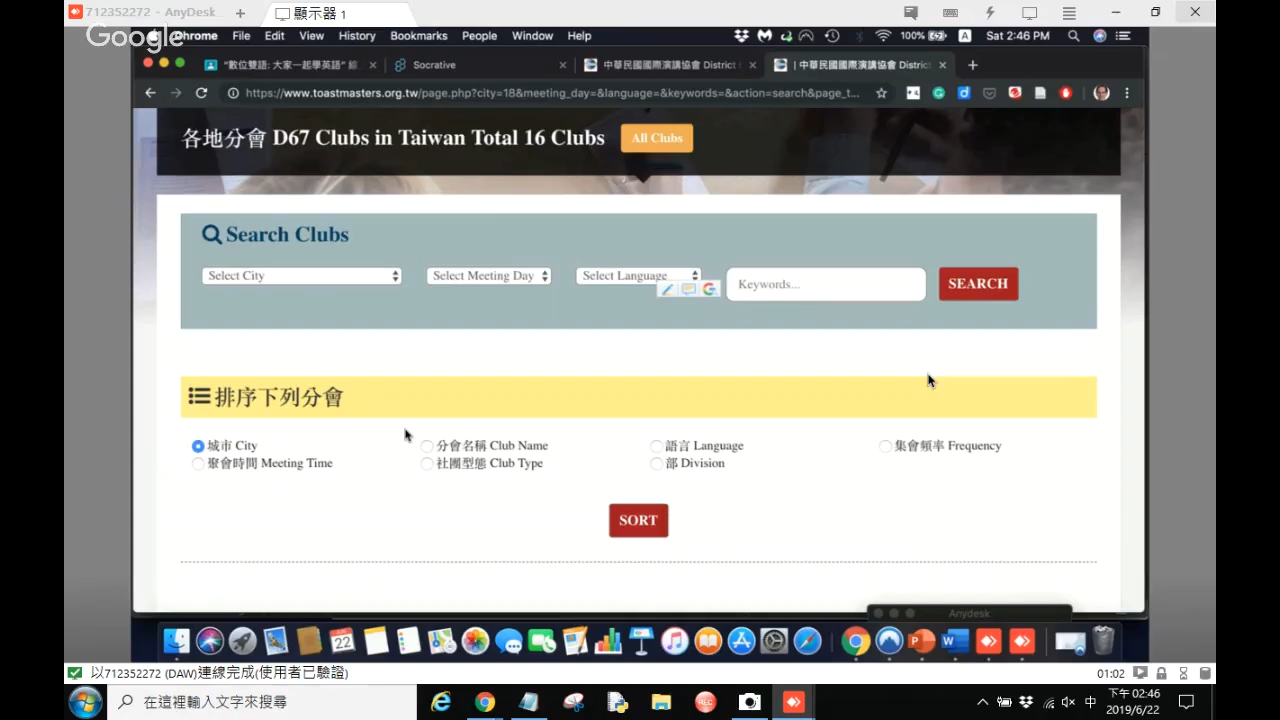 712352272 - AnyDesk
顯示器 1
Google
Chrome File Edit View History Bookmarks People Window Help
100% Sat 2:46 PM
"數位雙語: 大家一起學英語"
Socrative
中華民國國際演講協會 District
| 中華民國國際演講協會 Distric
https://www.toastmasters.org.tw/page.php?city=18&meeting_day=&language=&keywords=&action=search&page_t...
各地分會 D67 Clubs in Taiwan Total 16 Clubs
All Clubs
Search Clubs
Select City
Select Meeting Day
Select Language
Keywords...
SEARCH
排序下列分會
城市 City
分會名稱 Club Name
語言 Language
集會頻率 Frequency
聚會時間 Meeting Time
社團型態 Club Type
部 Division
SORT
Anydesk
22
以712352272 (DAW)連線完成(使用者已驗證)
01:02
在這裡輸入文字來搜尋
REC
中
下午 02:46
2019/6/22